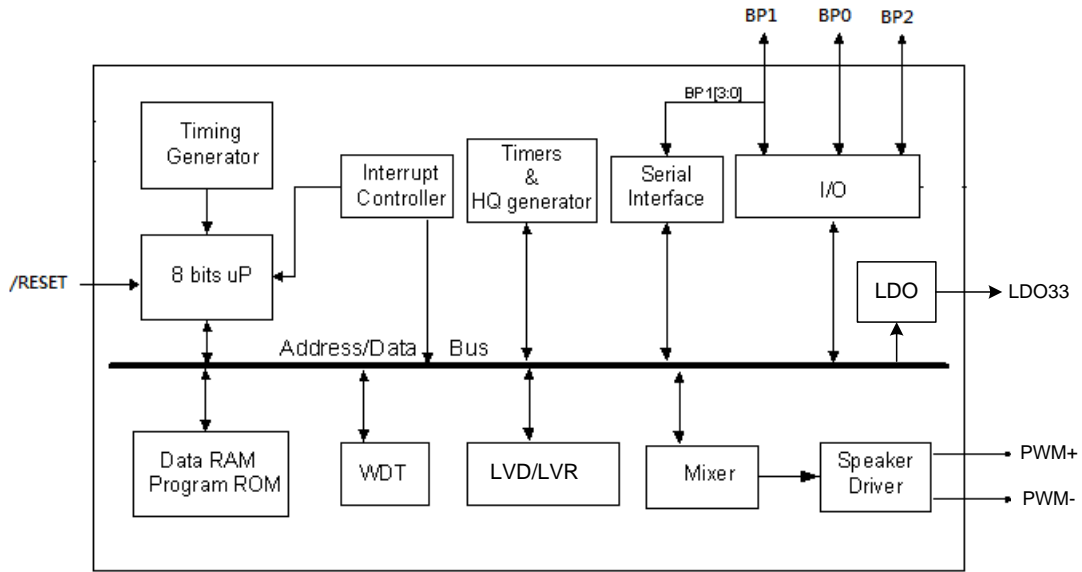 BP1 BP0 BP2
BP1[3:0]
Timing
Generator
Interrupt
Controller
Timers
&
HQ generator
Serial
Interface
I/O
/RESET
8 bits uP
LDO
LDO33
Address/Data Bus
Data RAM
Program ROM
WDT
LVD/LVR
Mixer
Speaker
Driver
PWM+
PWM-